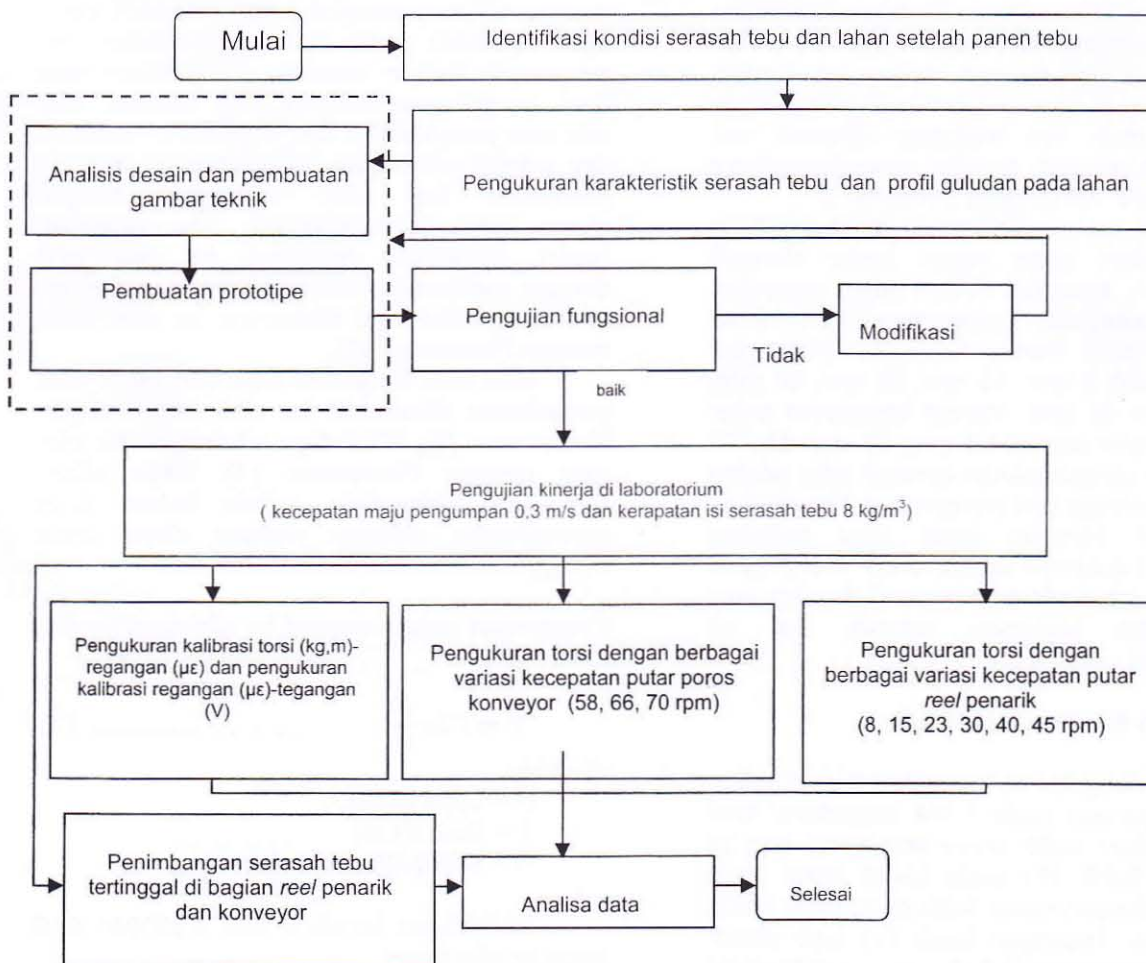 Mulai
Identifikasi kondisi serasah tebu dan lahan setelah panen tebu
Pengukuran karakteristik serasah tebu dan profil guludan pada lahan
Analisis desain dan pembuatan
gambar teknik
Pembuatan prototipe
Pengujian fungsional
Modifikasi
Tidak
baik
Pengujian kinerja di laboratorium
( kecepatan maju pengumpan 0,3 m/s dan kerapatan isi serasah tebu 8 kg/m³)
Pengukuran kalibrasi torsi (kg,m)-
regangan (µε) dan pengukuran
kalibrasi regangan (µε)-tegangan
(V)
Pengukuran torsi dengan berbagai
variasi kecepatan putar poros
konveyor (58, 66, 70 rpm)
Pengukuran torsi dengan
berbagai variasi kecepatan putar
reel penarik
(8, 15, 23, 30, 40, 45 rpm)
Penimbangan serasah tebu
tertinggal di bagian reel penarik
dan konveyor
Analisa data
Selesai